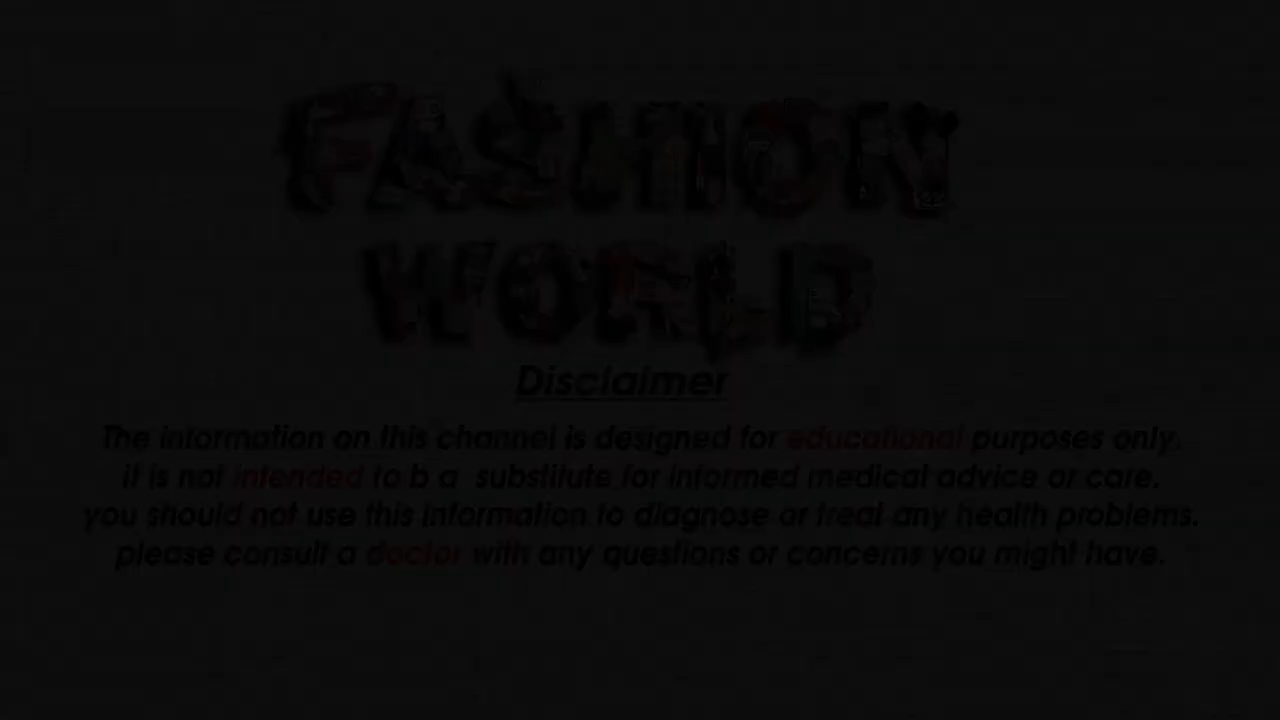 FASHION
WORLD
Disclaimer
The information on this channel is designed for educational purposes only.
it is not intended to b a substitute for informed medical advice or care.
you should not use this information to diagnose or treat any health problems.
please consult a doctor with any questions or concerns you might have.